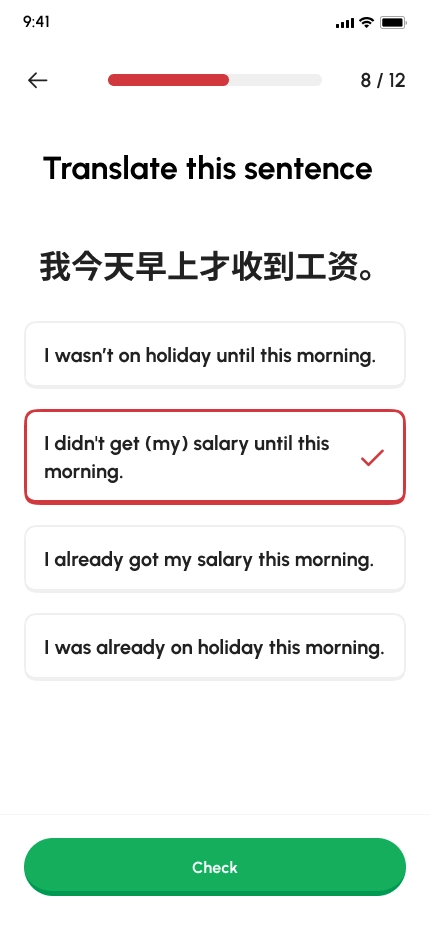 9:41
8 / 12
Translate this sentence
我今天早上才收到工资。
I wasn’t on holiday until this morning.
I didn't get (my) salary until this
morning.
I already got my salary this morning.
I was already on holiday this morning.
Check